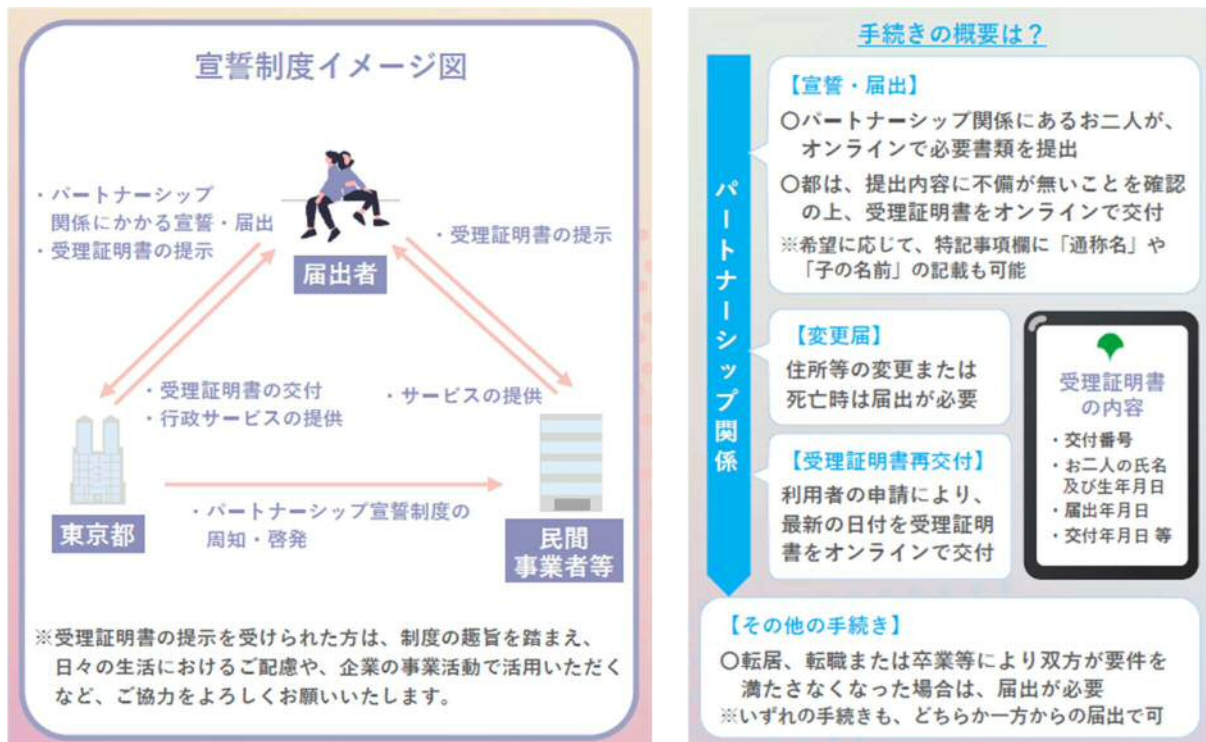 宣誓制度イメージ図
・パートナーシップ
関係にかかる宣誓・届出
・受理証明書の提示
・受理証明書の提示
届出者
・受理証明書の交付
・行政サービスの提供
・サービスの提供
東京都
・パートナーシップ宣誓制度の
周知・啓発
民間
事業者等
※受理証明書の提示を受けられた方は、制度の趣旨を踏まえ、
日々の生活におけるご配慮や、企業の事業活動で活用いただく
など、ご協力をよろしくお願いいたします。
手続きの概要は？
パートナーシップ関係
【宣誓・届出】
〇パートナーシップ関係にあるお二人が、
オンラインで必要書類を提出
〇都は、提出内容に不備が無いことを確認
の上、受理証明書をオンラインで交付
※希望に応じて、特記事項欄に「通称名」や
「子の名前」の記載も可能
【変更届】
住所等の変更または
死亡時は届出が必要
【受理証明書再交付】
利用者の申請により、
最新の日付を受理証明
書をオンラインで交付
受理証明書
の内容
・交付番号
・お二人の氏名
及び生年月日
・届出年月日
・交付年月日 等
【その他の手続き】
〇転居、転職または卒業等により双方が要件を
満たさなくなった場合は、届出が必要
※いずれの手続きも、どちらか一方からの届出で可